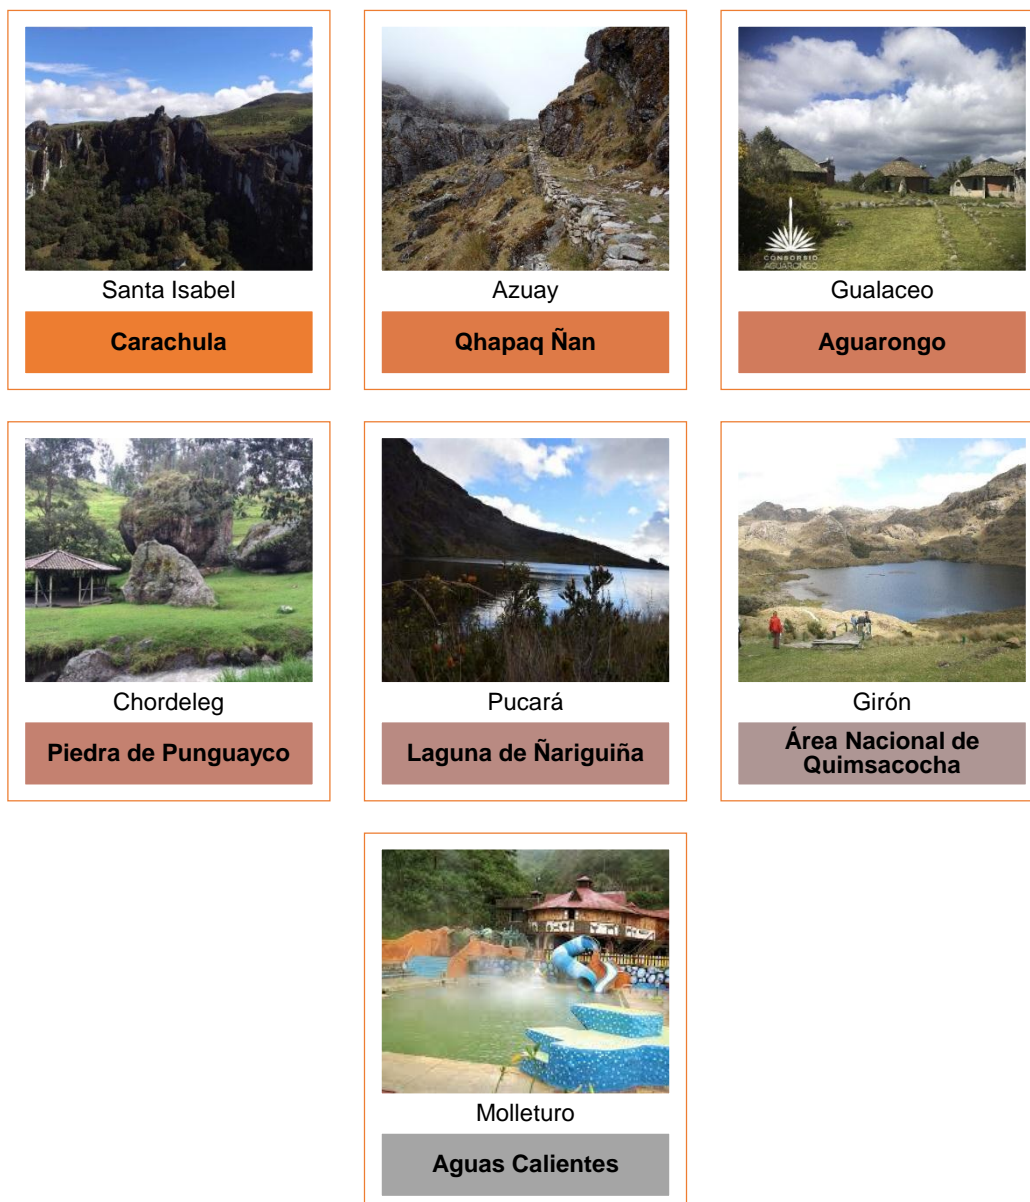 Santa Isabel
Carachula
Azuay
Qhapaq Ñan
CONSORSIO
AGUARONGO
Gualaceo
Aguarongo
Chordeleg
Piedra de Punguayco
Pucará
Laguna de Ñariguiña
Girón
Área Nacional de
Quimsacocha
Molleturo
Aguas Calientes